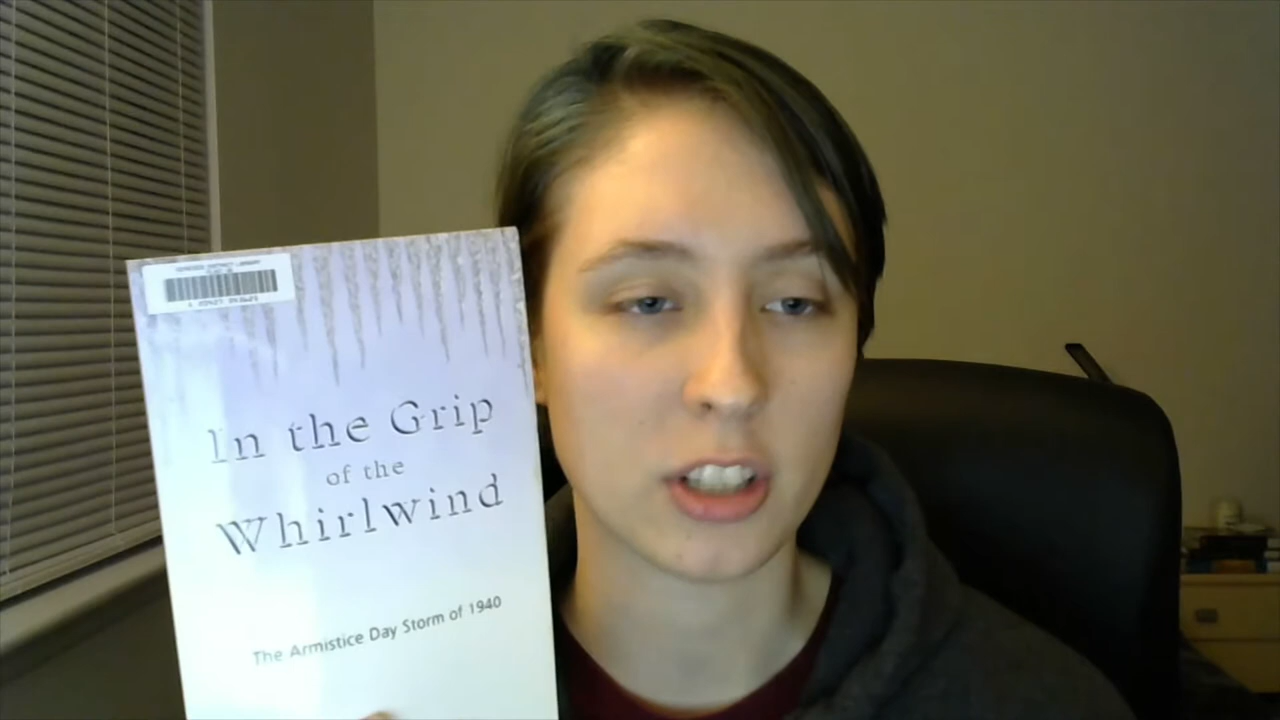 In the Grip
of the
Whirlwind
The Armistice Day Storm of 1940